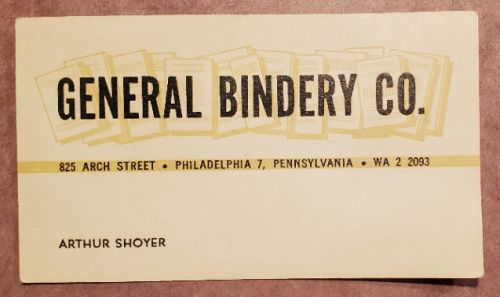 GENERAL BINDERY CO.
825 ARCH STREET • PHILADELPHIA 7, PENNSYLVANIA • WA 2 2093
ARTHUR SHOYER